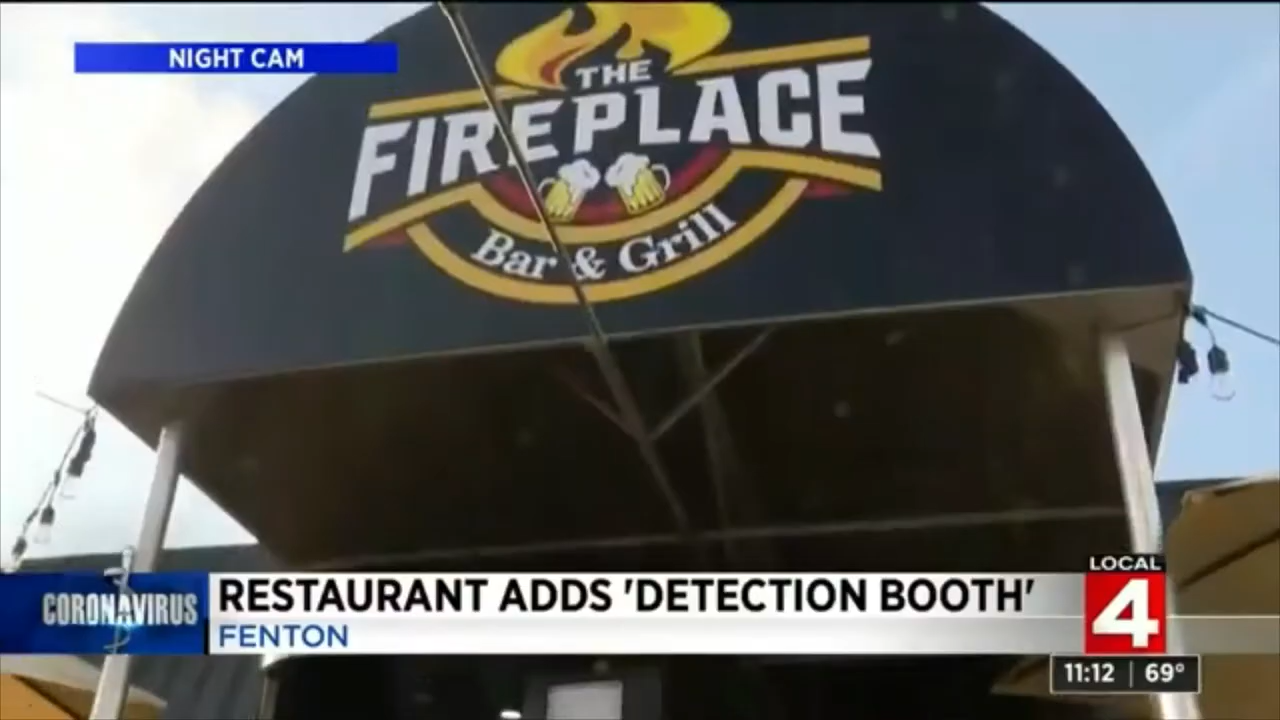 NIGHT CAM
THE
FIREPLACE
Bar & Grill
CORONAVIRUS
RESTAURANT ADDS 'DETECTION BOOTH'
FENTON
LOCAL
4
11:12 | 69°